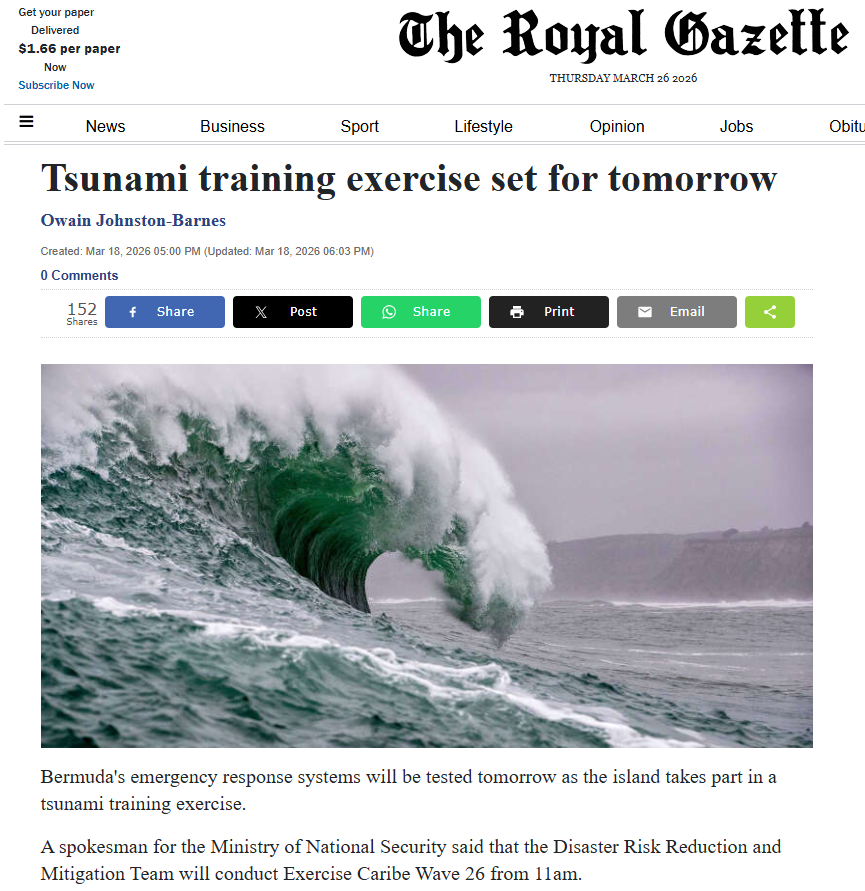 Get your paper
Delivered
$1.66 per paper
Now
Subscribe Now
The Royal Gazette
THURSDAY MARCH 26 2026
News Business Sport Lifestyle Opinion Jobs Obitu
Tsunami training exercise set for tomorrow
Owain Johnston-Barnes
Created: Mar 18, 2026 05:00 PM (Updated: Mar 18, 2026 06:03 PM)
0 Comments
152
Shares
Share Post Share Print Email
Bermuda's emergency response systems will be tested tomorrow as the island takes part in a
tsunami training exercise.
A spokesman for the Ministry of National Security said that the Disaster Risk Reduction and
Mitigation Team will conduct Exercise Caribe Wave 26 from 11am.